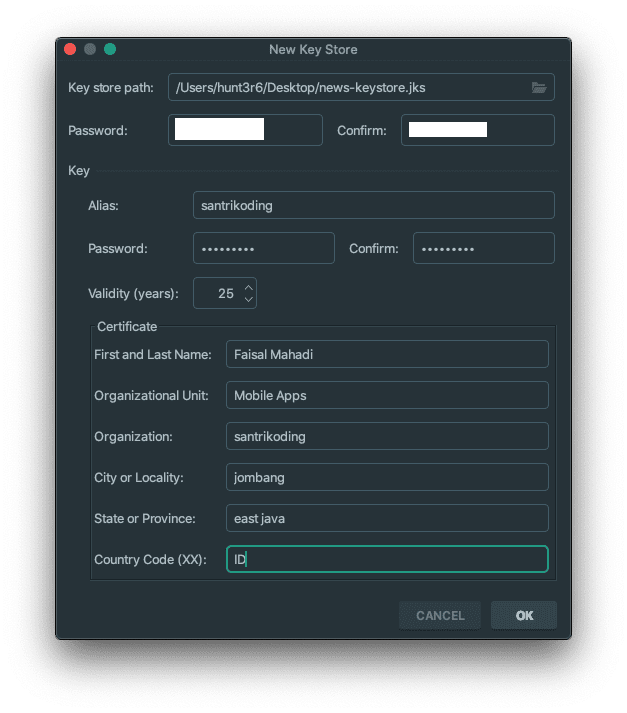 New Key Store
Key store path: /Users/hunt3r6/Desktop/news-keystore.jks
Password: Confirm:
Key
Alias: santrikoding
Password: ••••••••• Confirm: •••••••••
Validity (years): 25
Certificate
First and Last Name: Faisal Mahadi
Organizational Unit: Mobile Apps
Organization: santrikoding
City or Locality: jombang
State or Province: east java
Country Code (XX): ID
CANCEL OK